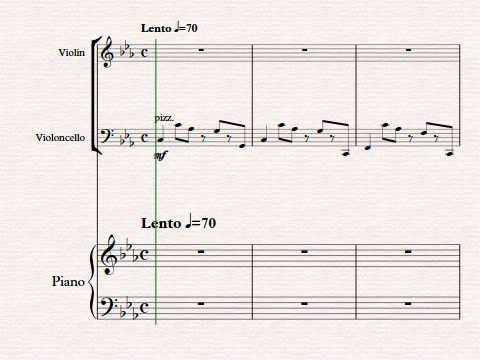 Lento ♩=70
Violin
pizz.
Violoncello
mf
Lento ♩=70
Piano